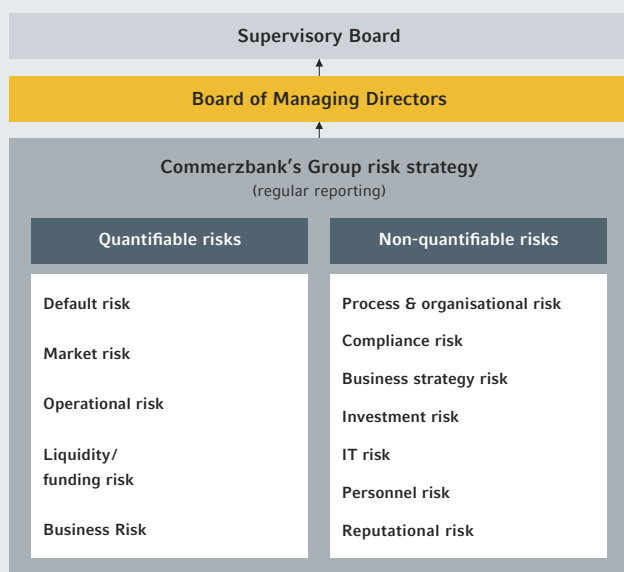 Supervisory Board
Board of Managing Directors
Commerzbank's Group risk strategy
(regular reporting)
Quantifiable risks
Default risk
Market risk
Operational risk
Liquidity/
funding risk
Business Risk
Non-quantifiable risks
Process & organisational risk
Compliance risk
Business strategy risk
Investment risk
IT risk
Personnel risk
Reputational risk